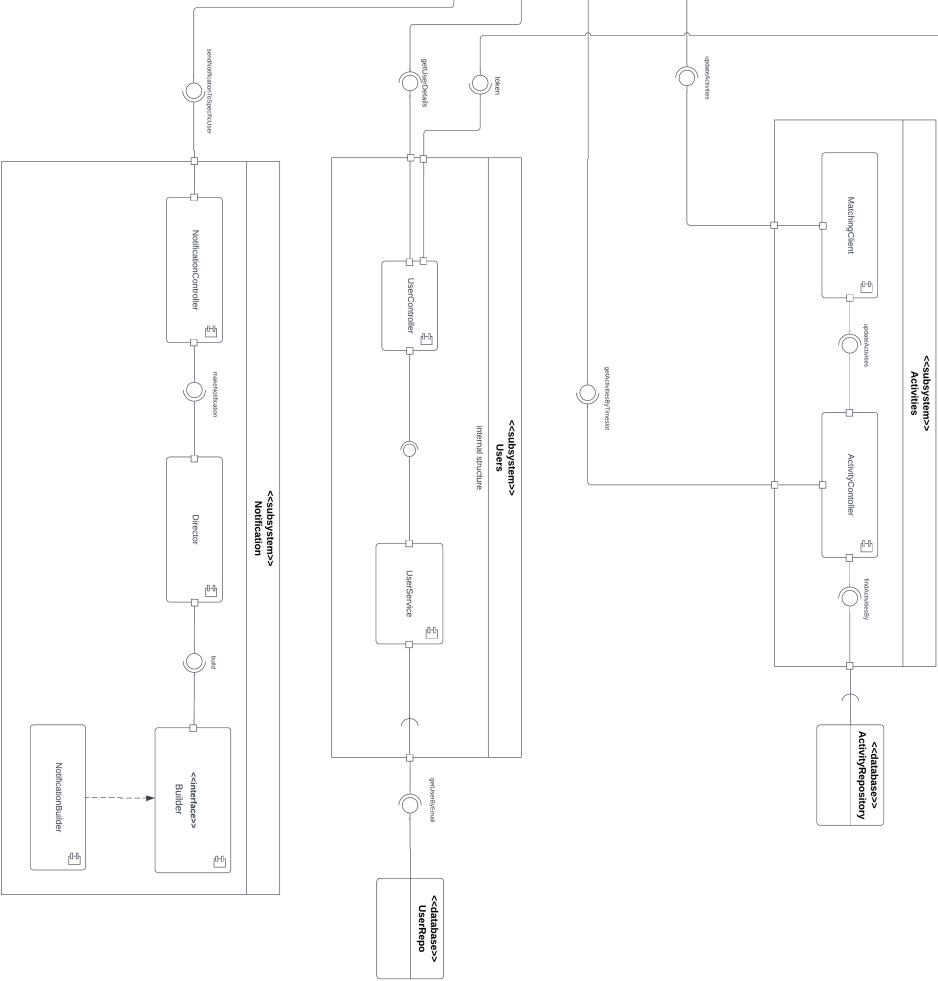 updateActivities
<<subsystem>>
Activities
MatchingClient
updateActivities
ActivityContoller
findActivitiesBy
<<database>>
ActivityRepository
getActivitiesByTimeslot
token
getUserDetails
<<subsystem>>
Users
internal structure
UserController
UserService
getUserByEmail
<<database>>
UserRepo
sendNotificationToSpecificUser
<<subsystem>>
Notification
NotificationController
makeNotification
Director
build
<<interface>>
Builder
NotificationBuilder